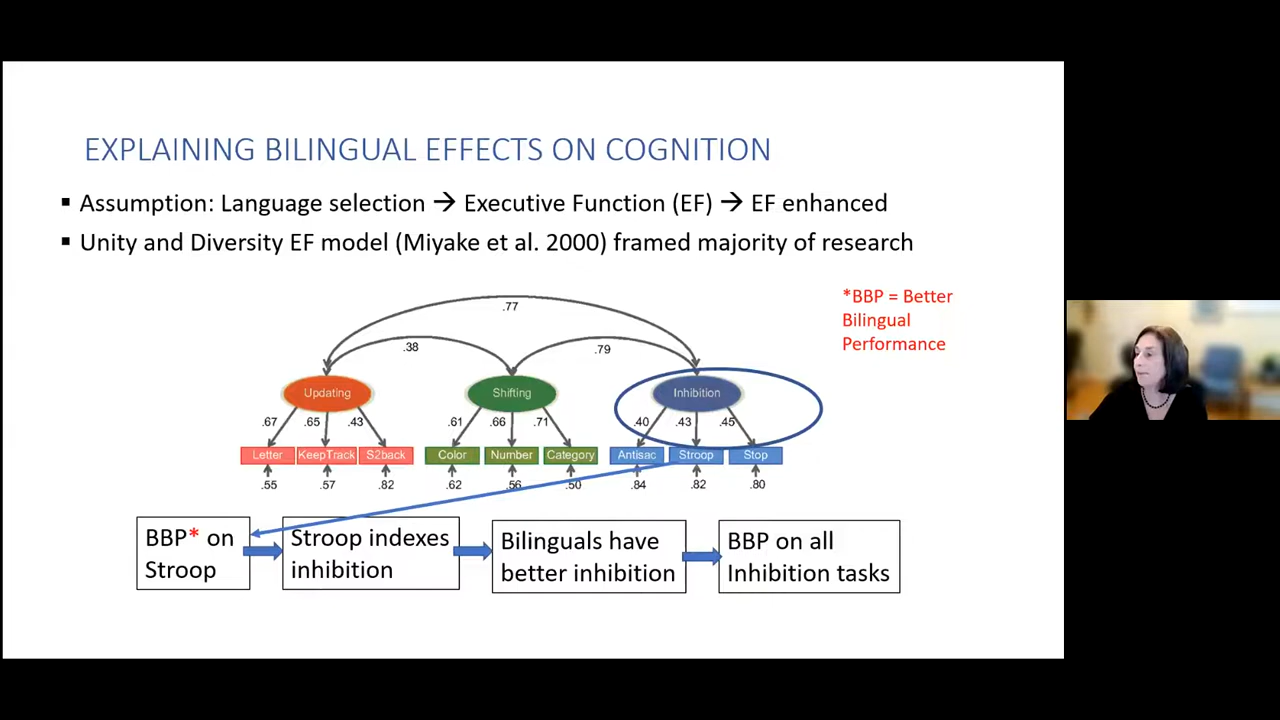 EXPLAINING BILINGUAL EFFECTS ON COGNITION
▪ Assumption: Language selection → Executive Function (EF) → EF enhanced
▪ Unity and Diversity EF model (Miyake et al. 2000) framed majority of research
*BBP = Better
Bilingual
Performance
.77
.38
.79
Updating
Shifting
Inhibition
.67 .65 .43
.61 .66 .71
.40 .43 .45
Letter KeepTrack S2back
Color Number Category
Antisac Stroop Stop
.55 .57 .82
.62 .56 .50
.84 .82 .80
BBP* on
Stroop
Stroop indexes
inhibition
Bilinguals have
better inhibition
BBP on all
Inhibition tasks